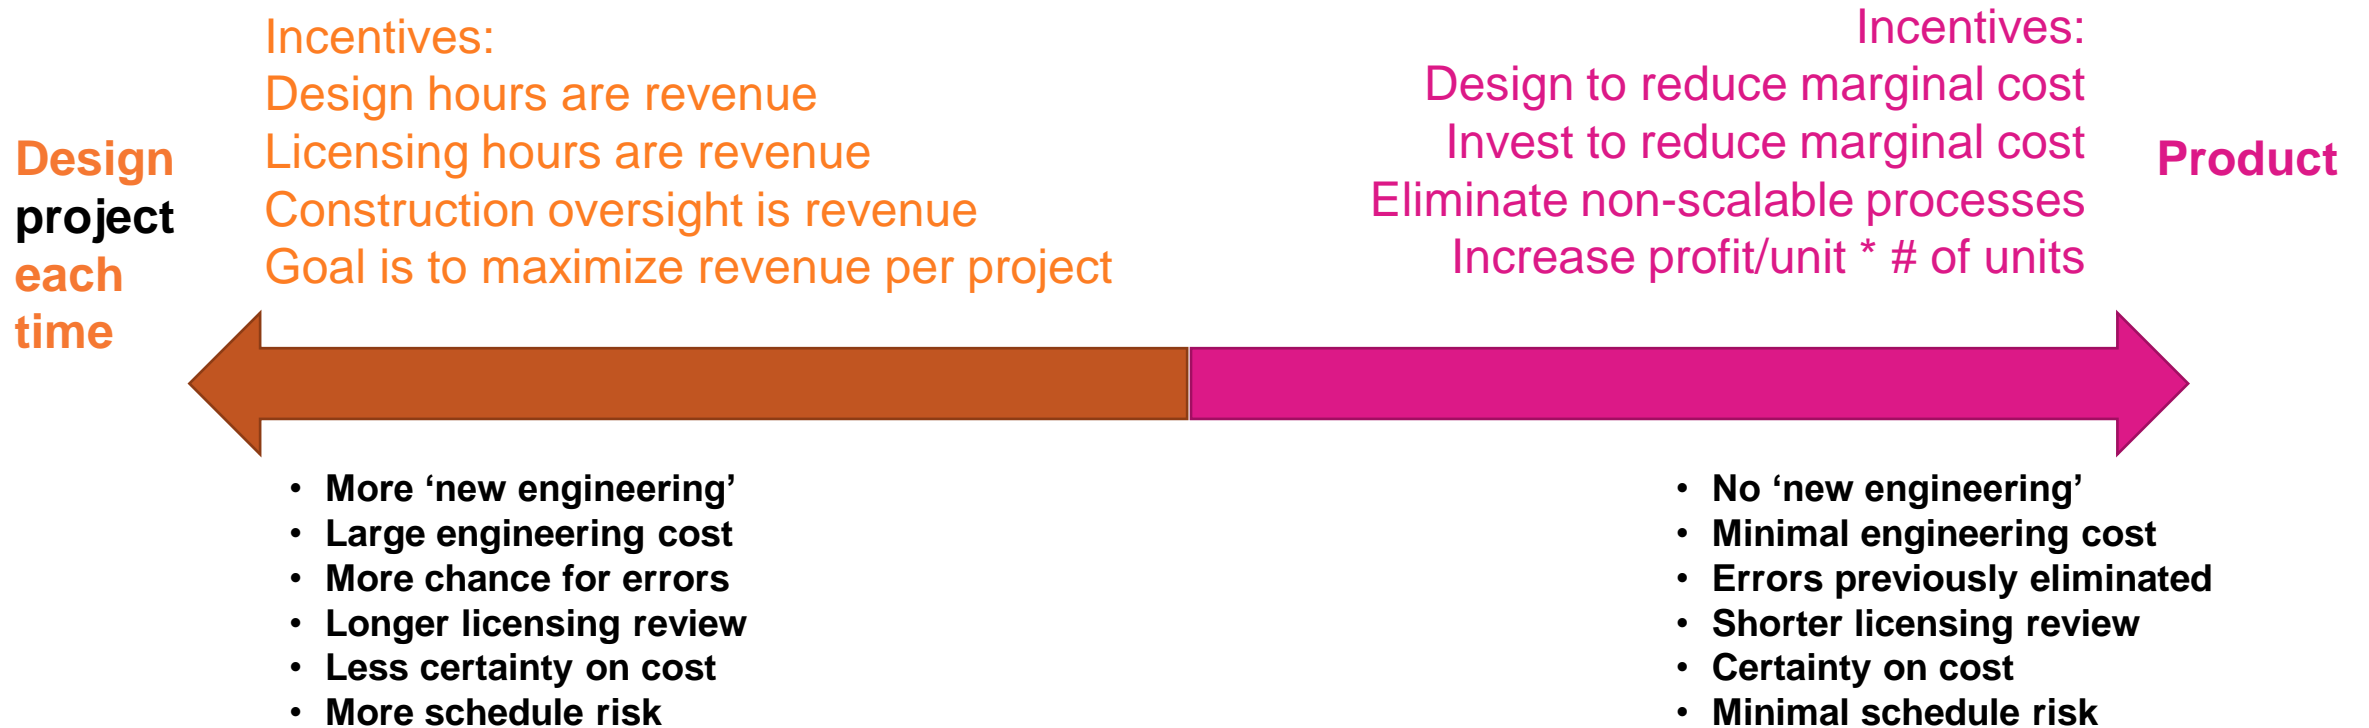 Design
project
each
time
Incentives:
Design hours are revenue
Licensing hours are revenue
Construction oversight is revenue
Goal is to maximize revenue per project
Incentives:
Design to reduce marginal cost
Invest to reduce marginal cost
Eliminate non-scalable processes
Increase profit/unit * # of units
Product
• More ‘new engineering’
• Large engineering cost
• More chance for errors
• Longer licensing review
• Less certainty on cost
• More schedule risk
• No ‘new engineering’
• Minimal engineering cost
• Errors previously eliminated
• Shorter licensing review
• Certainty on cost
• Minimal schedule risk